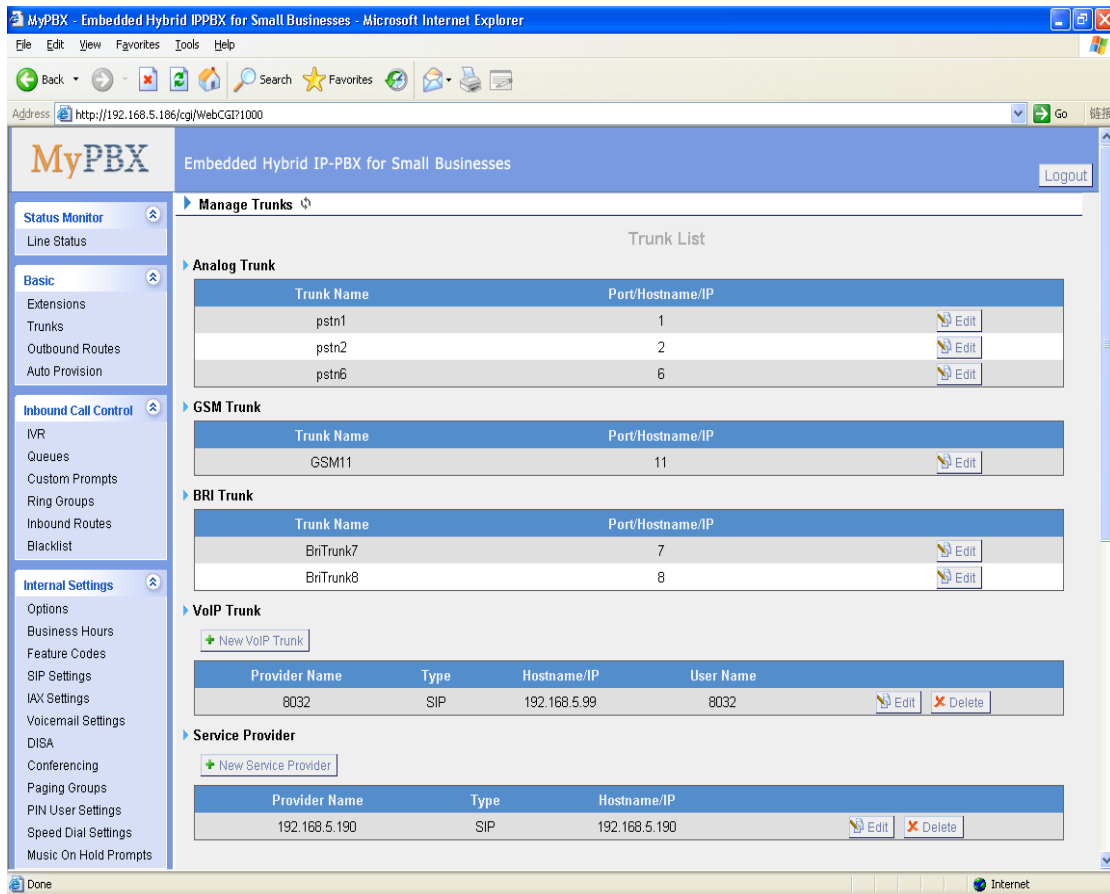 MyPBX - Embedded Hybrid IPPBX for Small Businesses - Microsoft Internet Explorer
File Edit View Favorites Tools Help
Back Search Favorites
Address http://192.168.5.186/cgi/WebCGI?1000 Go 链接
MyPBX Embedded Hybrid IP-PBX for Small Businesses
Logout
Status Monitor
Line Status
Basic
Extensions
Trunks
Outbound Routes
Auto Provision
Inbound Call Control
IVR
Queues
Custom Prompts
Ring Groups
Inbound Routes
Blacklist
Internal Settings
Options
Business Hours
Feature Codes
SIP Settings
IAX Settings
Voicemail Settings
DISA
Conferencing
Paging Groups
PIN User Settings
Speed Dial Settings
Music On Hold Prompts
Manage Trunks
Trunk List
Analog Trunk
Trunk Name Port/Hostname/IP
pstn1 1 Edit
pstn2 2 Edit
pstn6 6 Edit
GSM Trunk
Trunk Name Port/Hostname/IP
GSM11 11 Edit
BRI Trunk
Trunk Name Port/Hostname/IP
BriTrunk7 7 Edit
BriTrunk8 8 Edit
VoIP Trunk
New VoIP Trunk
Provider Name Type Hostname/IP User Name
8032 SIP 192.168.5.99 8032 Edit Delete
Service Provider
New Service Provider
Provider Name Type Hostname/IP
192.168.5.190 SIP 192.168.5.190 Edit Delete
Done Internet